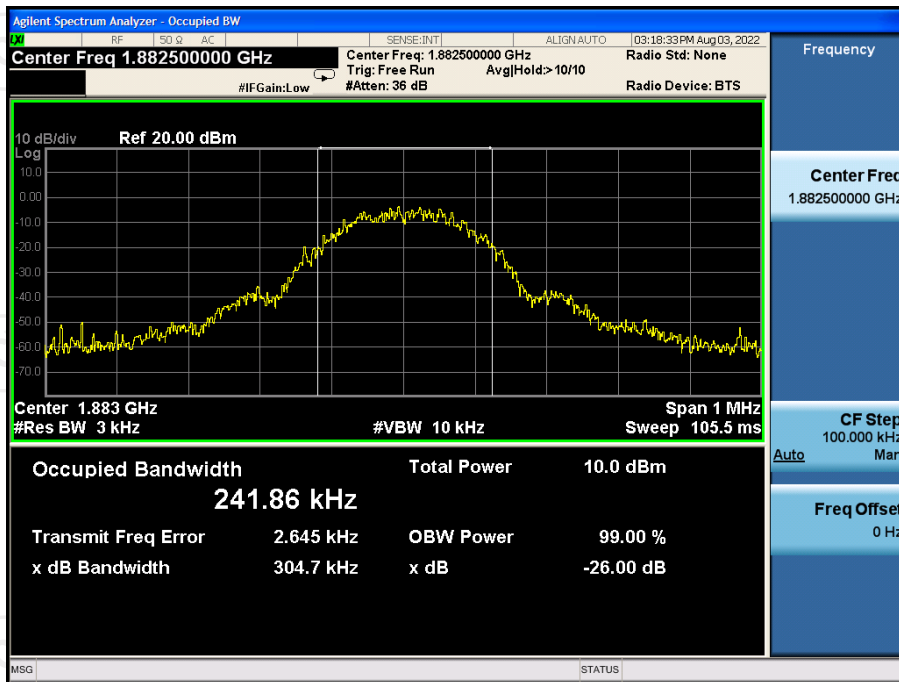 Agilent Spectrum Analyzer - Occupied BW
LXI RF 50 Ω AC SENSE:INT ALIGN AUTO 03:18:33 PM Aug 03, 2022
Center Freq 1.882500000 GHz
Center Freq: 1.882500000 GHz Radio Std: None
Trig: Free Run Avg|Hold:> 10/10
#IFGain:Low #Atten: 36 dB Radio Device: BTS
Frequency
10 dB/div Ref 20.00 dBm
Log
10.0
0.00
-10.0
-20.0
-30.0
-40.0
-50.0
-60.0
-70.0
Center 1.883 GHz Span 1 MHz
#Res BW 3 kHz #VBW 10 kHz Sweep 105.5 ms
Center Freq
1.882500000 GHz
CF Step
100.000 kHz
Auto Man
Freq Offset
0 Hz
Occupied Bandwidth Total Power 10.0 dBm
241.86 kHz
Transmit Freq Error 2.645 kHz OBW Power 99.00 %
x dB Bandwidth 304.7 kHz x dB -26.00 dB
MSG STATUS